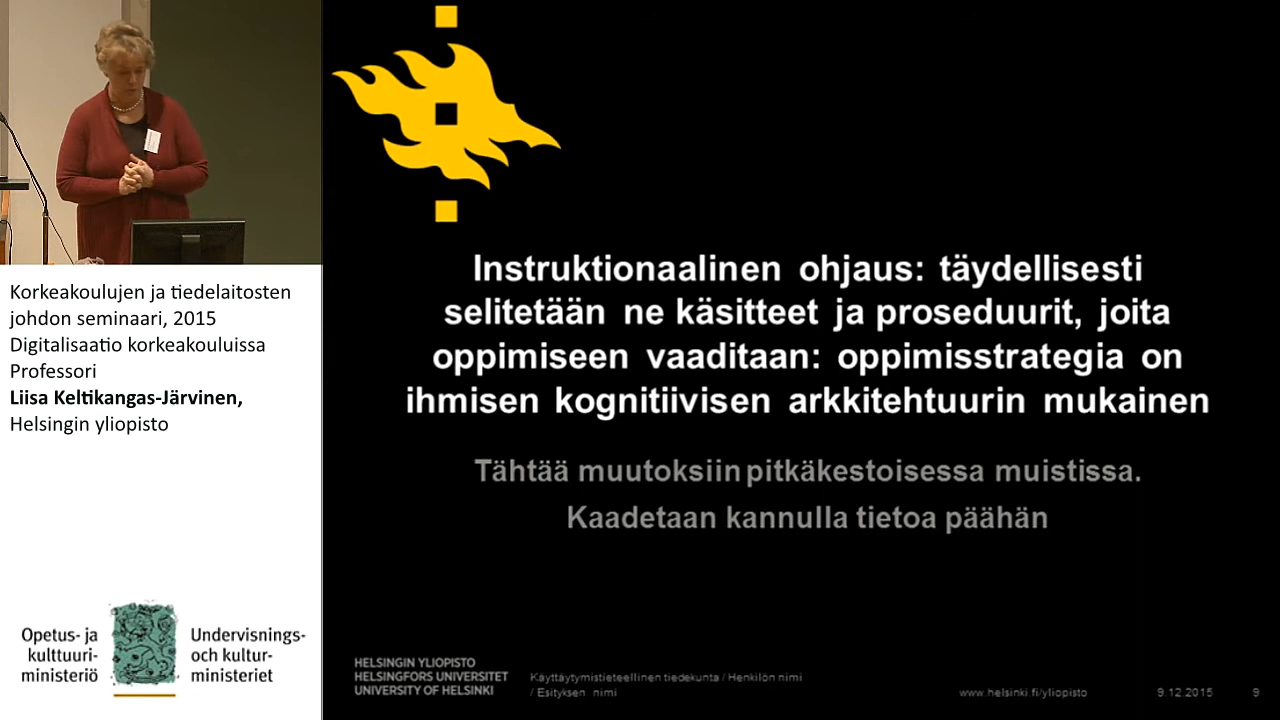 Korkeakoulujen ja tiedelaitosten
johdon seminaari, 2015
Digitalisaatio korkeakouluissa
Professori
Liisa Keltikangas-Järvinen,
Helsingin yliopisto
Opetus- ja
kulttuuri-
ministeriö
Undervisnings-
och kultur-
ministeriet
Instruktionaalinen ohjaus: täydellisesti
selitetään ne käsitteet ja proseduurit, joita
oppimiseen vaaditaan: oppimisstrategia on
ihmisen kognitiivisen arkkitehtuurin mukainen
Tähtää muutoksiin pitkäkestoisessa muistissa.
Kaadetaan kannulla tietoa päähän
HELSINGIN YLIOPISTO
HELSINGFORS UNIVERSITET
UNIVERSITY OF HELSINKI
Käyttäytymistieteellinen tiedekunta / Henkilön nimi
/ Esityksen nimi
www.helsinki.fi/yliopisto
9.12.2015
9